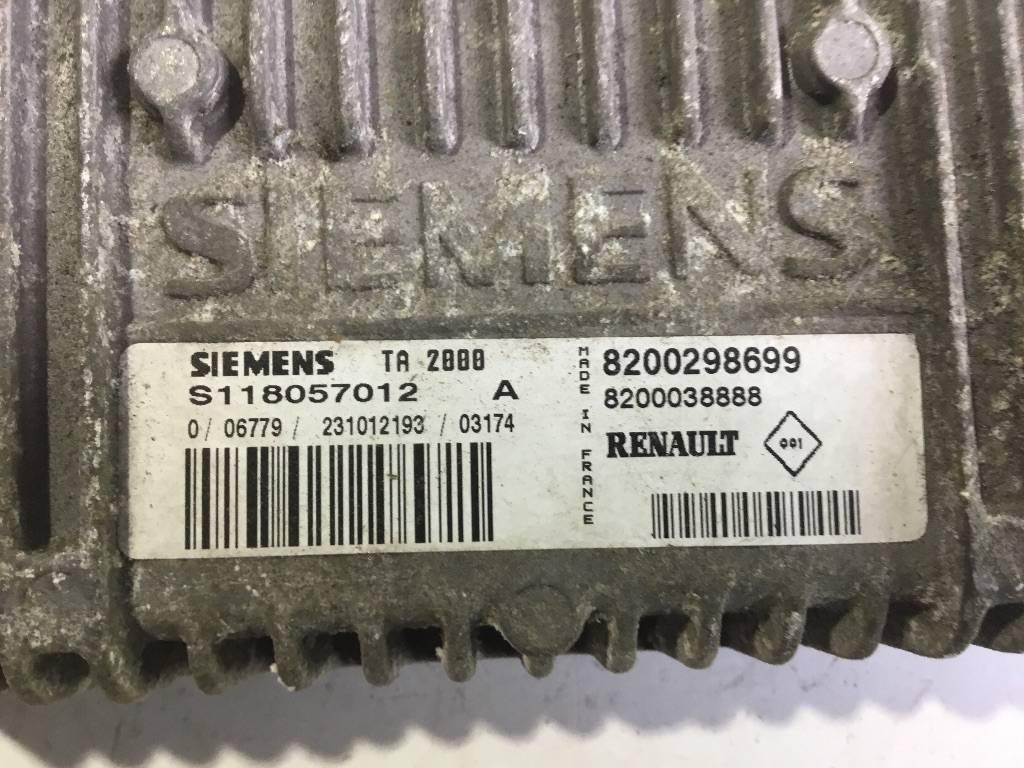 SIEMENS
SIEMENS TA 2000
S118057012 A
0/ 06779 / 231012193 / 03174
MADE IN FRANCE
8200298699
8200038888
RENAULT 001